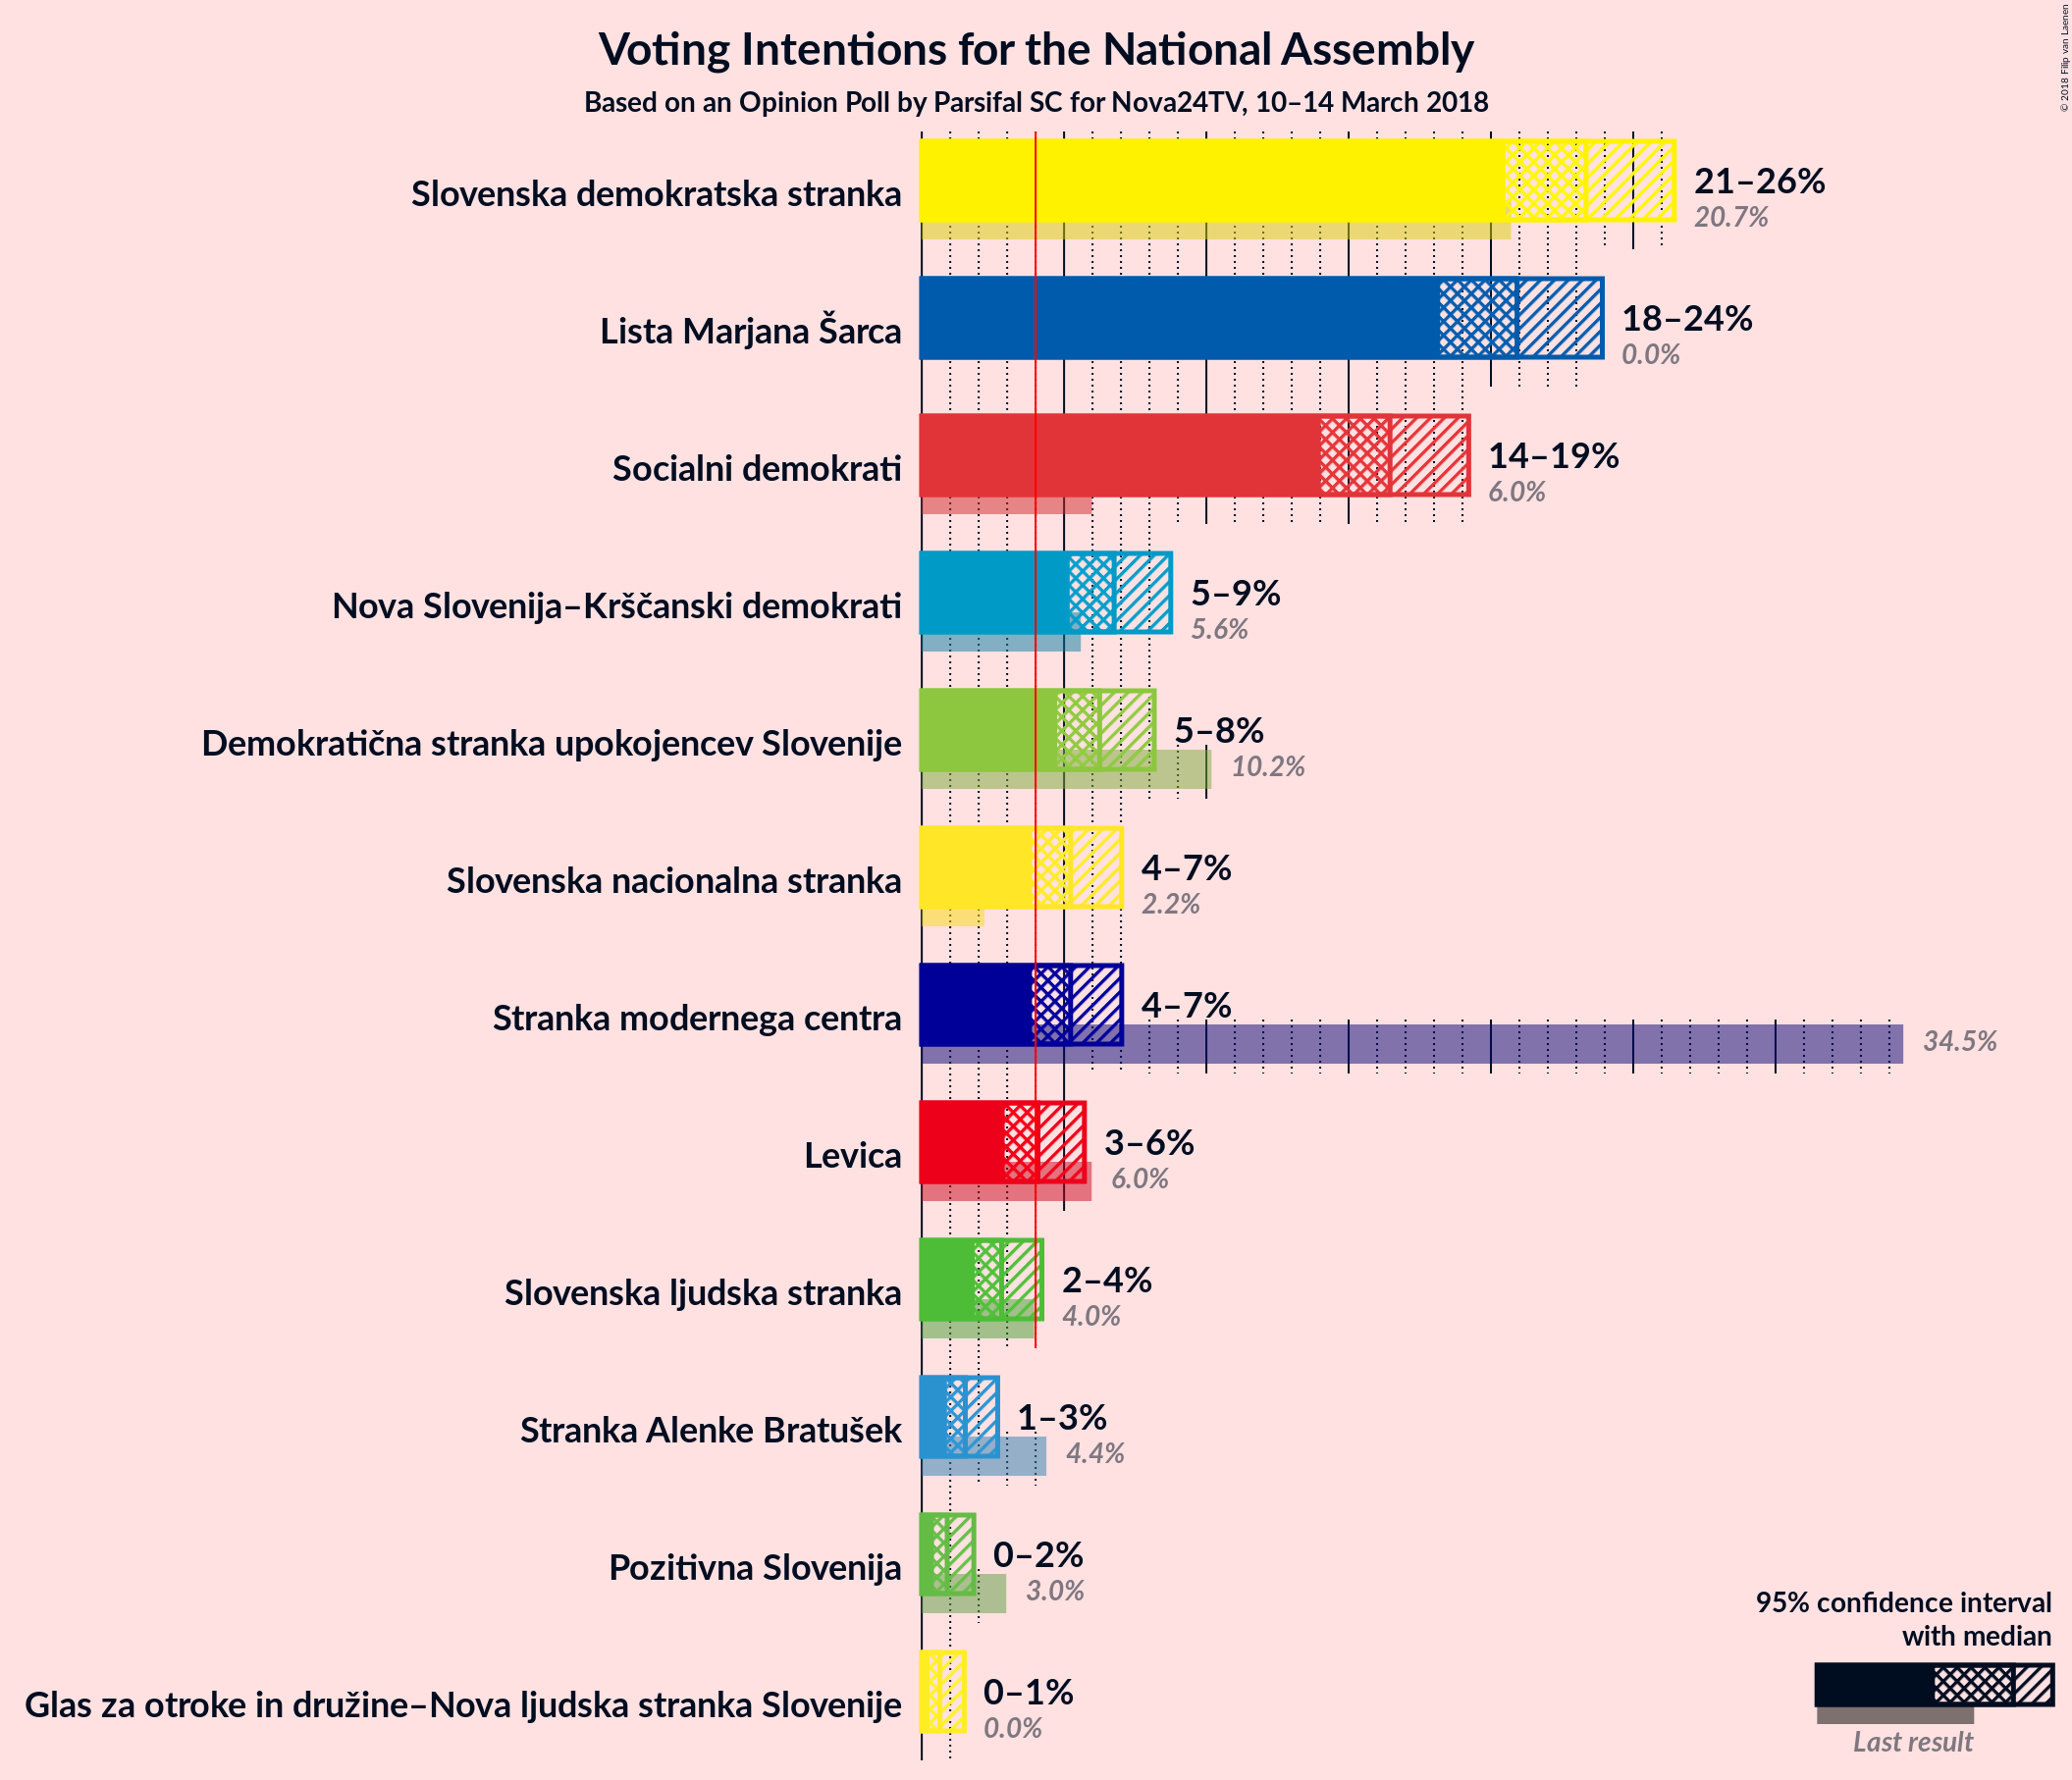 Voting Intentions for the National Assembly
Based on an Opinion Poll by Parsifal SC for Nova24TV, 10–14 March 2018
© 2018 Filip van Laenen
Slovenska demokratska stranka
21–26%
20.7%
Lista Marjana Šarca
18–24%
0.0%
Socialni demokrati
14–19%
6.0%
Nova Slovenija–Krščanski demokrati
5–9%
5.6%
Demokratična stranka upokojencev Slovenije
5–8%
10.2%
Slovenska nacionalna stranka
4–7%
2.2%
Stranka modernega centra
4–7%
34.5%
Levica
3–6%
6.0%
Slovenska ljudska stranka
2–4%
4.0%
Stranka Alenke Bratušek
1–3%
4.4%
Pozitivna Slovenija
0–2%
3.0%
Glas za otroke in družine–Nova ljudska stranka Slovenije
0–1%
0.0%
95% confidence interval
with median
Last result